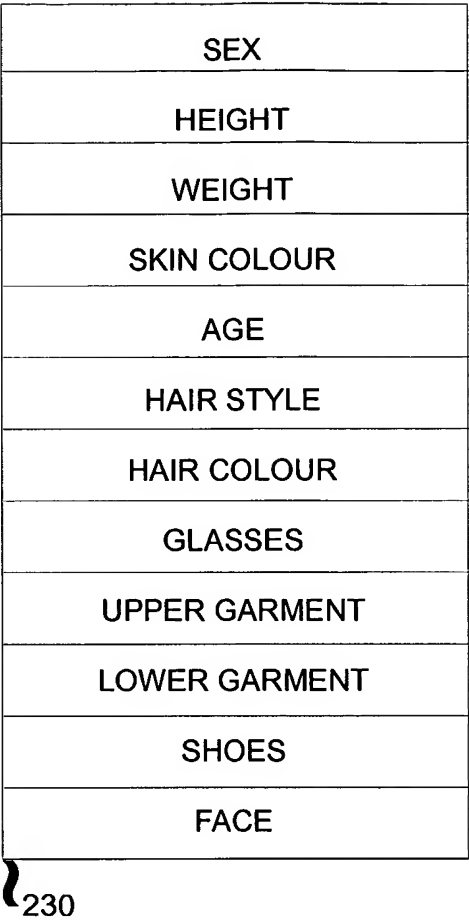 SEX
HEIGHT
WEIGHT
SKIN COLOUR
AGE
HAIR STYLE
HAIR COLOUR
GLASSES
UPPER GARMENT
LOWER GARMENT
SHOES
FACE
230